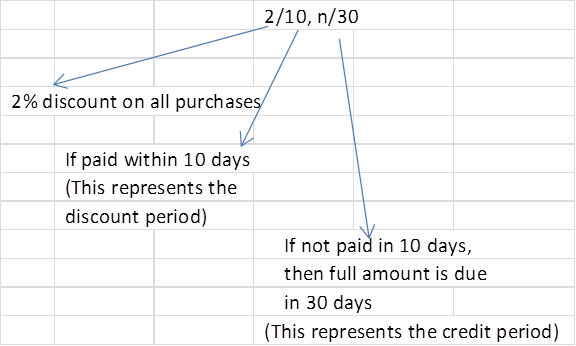 2/10, n/30
2% discount on all purchases
If paid within 10 days
(This represents the
discount period)
If not paid in 10 days,
then full amount is due
in 30 days
(This represents the credit period)